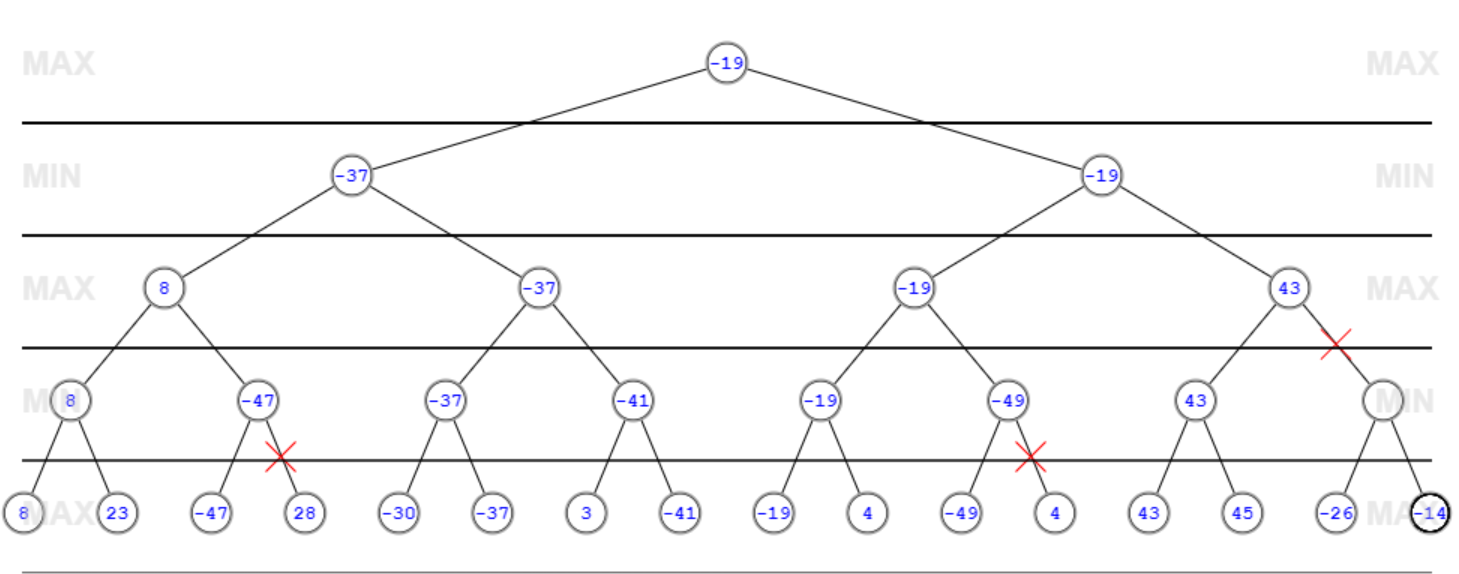 MAX -19 MAX
MIN -37 -19 MIN
MAX 8 -37 -19 43 MAX
MIN 8 -47 -37 -41 -19 -49 43 MIN
MAX 8 23 -47 28 -30 -37 3 -41 -19 4 -49 4 43 45 -26 -14 MAX